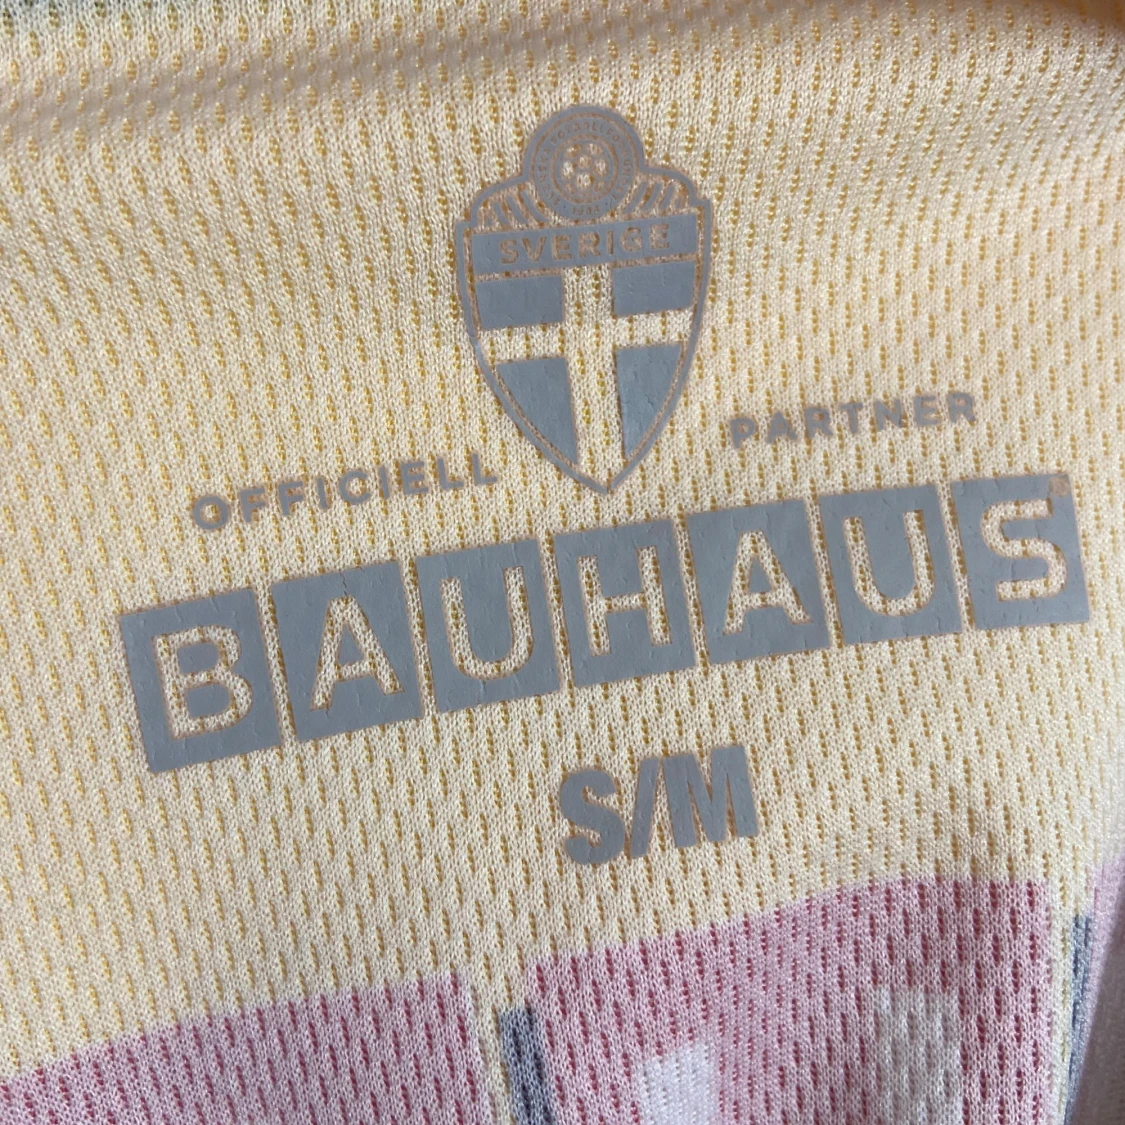 SVERIGE
OFFICIELL PARTNER
BAUHAUS®
S/M